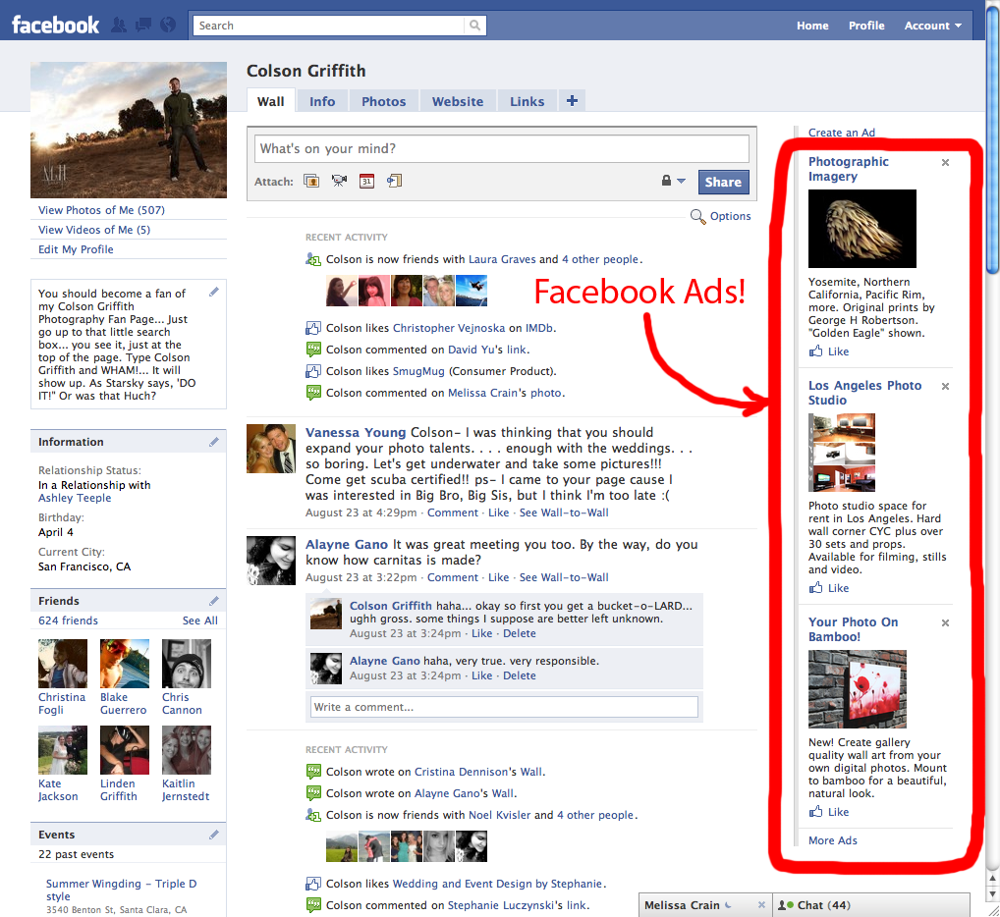 facebook
Search
Home Profile Account
Colson Griffith
Wall Info Photos Website Links +
What's on your mind?
Attach: 31 Share
Options
View Photos of Me (507)
View Videos of Me (5)
Edit My Profile
You should become a fan of
my Colson Griffith
Photography Fan Page... Just
go up to that little search
box... you see it, just at the
top of the page. Type Colson
Griffith and WHAM!... It will
show up. As Starsky says, 'DO
IT!" Or was that Huch?
Information
Relationship Status:
In a Relationship with
Ashley Teeple
Birthday:
April 4
Current City:
San Francisco, CA
Friends
624 friends See All
Christina
Fogli
Blake
Guerrero
Chris
Cannon
Kate
Jackson
Linden
Griffith
Kaitlin
Jernstedt
Events
22 past events
Summer Wingding - Triple D
style
3540 Benton St, Santa Clara, CA
RECENT ACTIVITY
Colson is now friends with Laura Graves and 4 other people.
Colson likes Christopher Vejnoska on IMDb.
Colson commented on David Yu's link.
Colson likes SmugMug (Consumer Product).
Colson commented on Melissa Crain's photo.
Facebook Ads!
Vanessa Young Colson- I was thinking that you should
expand your photo talents. . . . enough with the weddings. . .
so boring. Let's get underwater and take some pictures!!!
Come get scuba certified!! ps- I came to your page cause I
was interested in Big Bro, Big Sis, but I think I'm too late :(
August 23 at 4:29pm · Comment · Like · See Wall-to-Wall
Alayne Gano It was great meeting you too. By the way, do you
know how carnitas is made?
August 23 at 3:22pm · Comment · Like · See Wall-to-Wall
Colson Griffith haha... okay so first you get a bucket-o-LARD...
ughh gross. some things I suppose are better left unknown.
August 23 at 3:24pm · Like · Delete
Alayne Gano haha, very true. very responsible.
August 23 at 3:24pm · Like · Delete
Write a comment...
RECENT ACTIVITY
Colson wrote on Cristina Dennison's Wall.
Colson wrote on Alayne Gano's Wall.
Colson is now friends with Noel Kvisler and 4 other people.
Colson likes Wedding and Event Design by Stephanie.
Colson commented on Stephanie Luczynski's link.
Create an Ad
Photographic
Imagery
Yosemite, Northern
California, Pacific Rim,
more. Original prints by
George H Robertson.
"Golden Eagle" shown.
Like
Los Angeles Photo
Studio
Photo studio space for
rent in Los Angeles. Hard
wall corner CYC plus over
30 sets and props.
Available for filming, stills
and video.
Like
Your Photo On
Bamboo!
New! Create gallery
quality wall art from your
own digital photos. Mount
to bamboo for a beautiful,
natural look.
Like
More Ads
Melissa Crain
Chat (44)